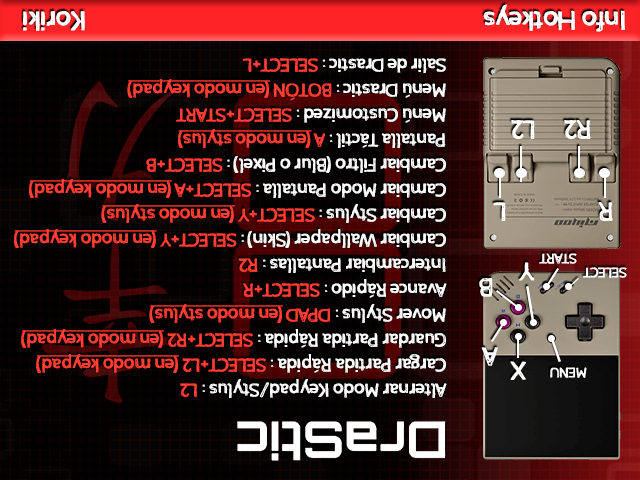 DraStic
Alternar Modo Keypad/Stylus : L2
Cargar Partida Rápida : SELECT+L2 (en modo keypad)
Guardar Partida Rápida : SELECT+R2 (en modo keypad)
Mover Stylus : DPAD (en modo stylus)
Avance Rápido : SELECT+R
Intercambiar Pantallas : R2
Cambiar Wallpaper (Skin) : SELECT+Y (en modo keypad)
Cambiar Stylus : SELECT+Y (en modo stylus)
Cambiar Modo Pantalla : SELECT+A (en modo keypad)
Cambiar Filtro (Blur o Pixel) : SELECT+B
Pantalla Táctil : A (en modo stylus)
Menú Customized : SELECT+START
Menú Drastic : BOTÓN (en modo keypad)
Salir de Drastic : SELECT+L
MENU
X
A
B
Y
SELECT
START
miyoo
R
L
R2
L2
Info Hotkeys
Koriki